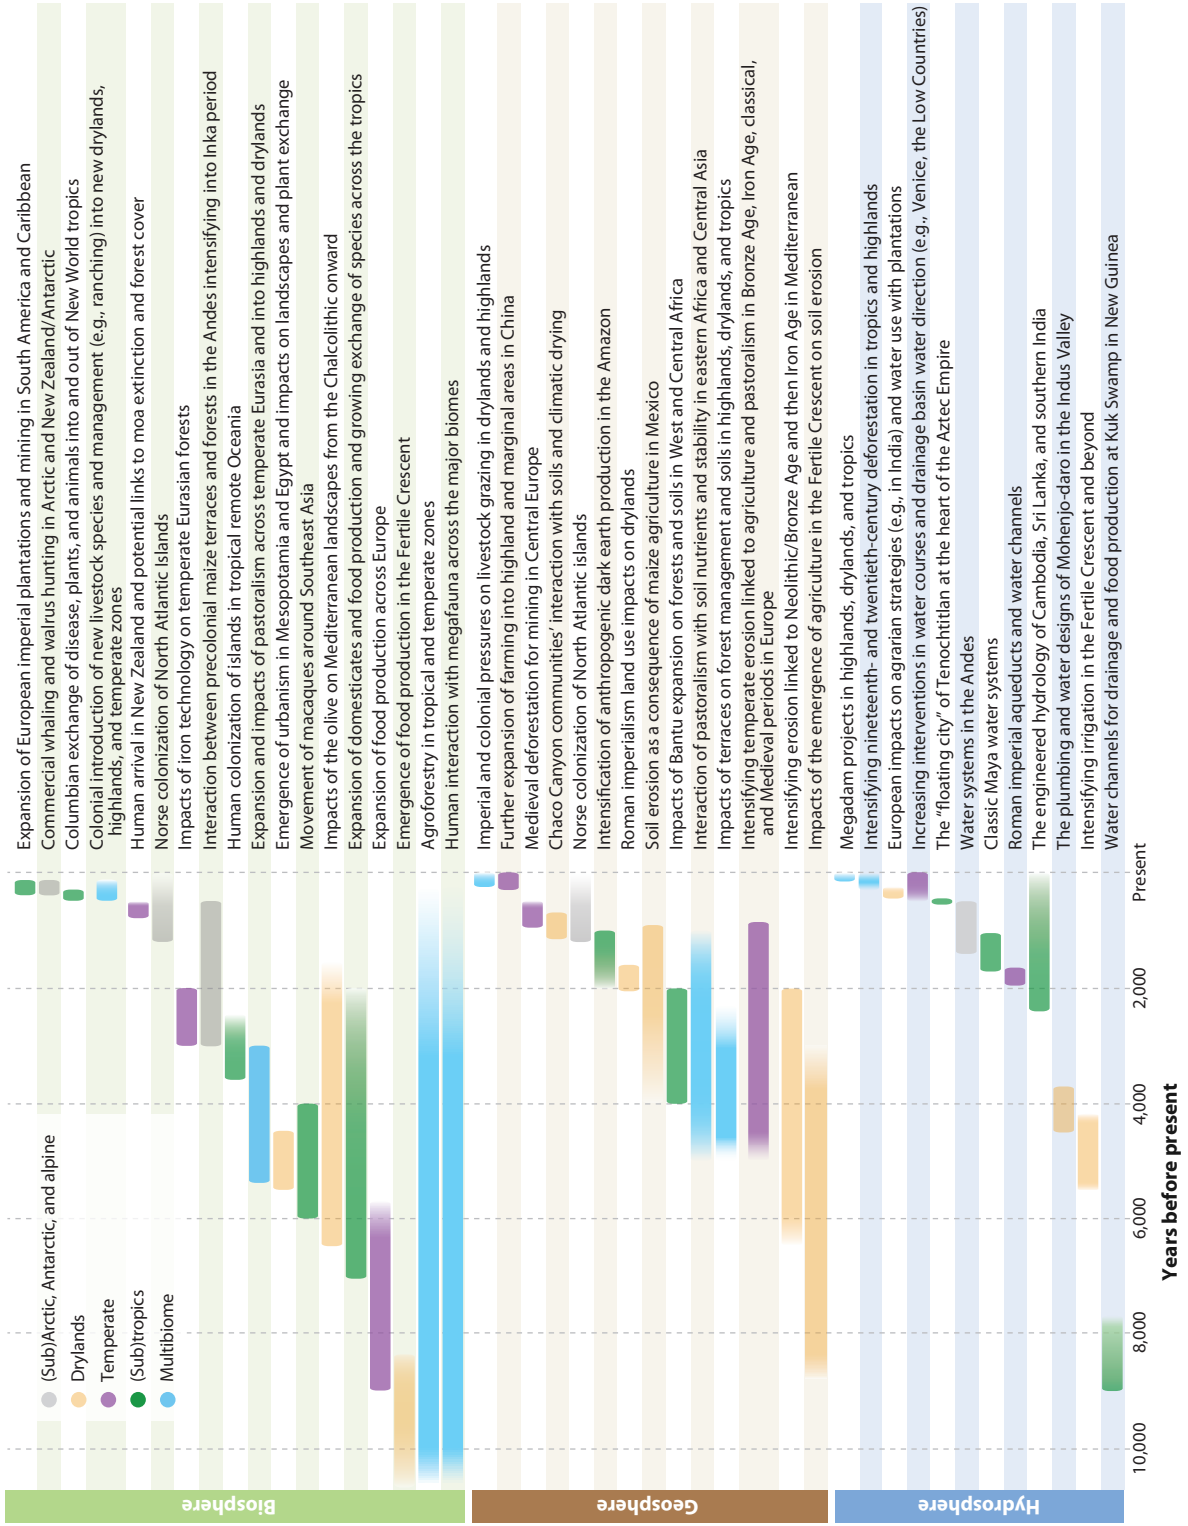 Biosphere
(Sub)Arctic, Antarctic, and alpine
Drylands
Temperate
(Sub)tropics
Multibiome
Expansion of European imperial plantations and mining in South America and Caribbean
Commercial whaling and walrus hunting in Arctic and New Zealand/Antarctic
Columbian exchange of disease, plants, and animals into and out of New World tropics
Colonial introduction of new livestock species and management (e.g., ranching) into new drylands,
highlands, and temperate zones
Human arrival in New Zealand and potential links to moa extinction and forest cover
Norse colonization of North Atlantic Islands
Impacts of iron technology on temperate Eurasian forests
Interaction between precolonial maize terraces and forests in the Andes intensifying into Inka period
Human colonization of islands in tropical remote Oceania
Expansion and impacts of pastoralism across temperate Eurasia and into highlands and drylands
Emergence of urbanism in Mesopotamia and Egypt and impacts on landscapes and plant exchange
Movement of macaques around Southeast Asia
Impacts of the olive on Mediterranean landscapes from the Chalcolithic onward
Expansion of domesticates and food production and growing exchange of species across the tropics
Expansion of food production across Europe
Emergence of food production in the Fertile Crescent
Agroforestry in tropical and temperate zones
Human interaction with megafauna across the major biomes
Geosphere
Imperial and colonial pressures on livestock grazing in drylands and highlands
Further expansion of farming into highland and marginal areas in China
Medieval deforestation for mining in Central Europe
Chaco Canyon communities' interaction with soils and climatic drying
Norse colonization of North Atlantic islands
Intensification of anthropogenic dark earth production in the Amazon
Roman imperialism land use impacts on drylands
Soil erosion as a consequence of maize agriculture in Mexico
Impacts of Bantu expansion on forests and soils in West and Central Africa
Interaction of pastoralism with soil nutrients and stability in eastern Africa and Central Asia
Impacts of terraces on forest management and soils in highlands, drylands, and tropics
Intensifying temperate erosion linked to agriculture and pastoralism in Bronze Age, Iron Age, classical,
and Medieval periods in Europe
Intensifying erosion linked to Neolithic/Bronze Age and then Iron Age in Mediterranean
Impacts of the emergence of agriculture in the Fertile Crescent on soil erosion
Hydrosphere
Megadam projects in highlands, drylands, and tropics
Intensifying nineteenth- and twentieth-century deforestation in tropics and highlands
European impacts on agrarian strategies (e.g., in India) and water use with plantations
Increasing interventions in water courses and drainage basin water direction (e.g., Venice, the Low Countries)
The "floating city" of Tenochtitlan at the heart of the Aztec Empire
Water systems in the Andes
Classic Maya water systems
Roman imperial aqueducts and water channels
The engineered hydrology of Cambodia, Sri Lanka, and southern India
The plumbing and water designs of Mohenjo-daro in the Indus Valley
Intensifying irrigation in the Fertile Crescent and beyond
Water channels for drainage and food production at Kuk Swamp in New Guinea
10,000
8,000
6,000
4,000
2,000
Present
Years before present